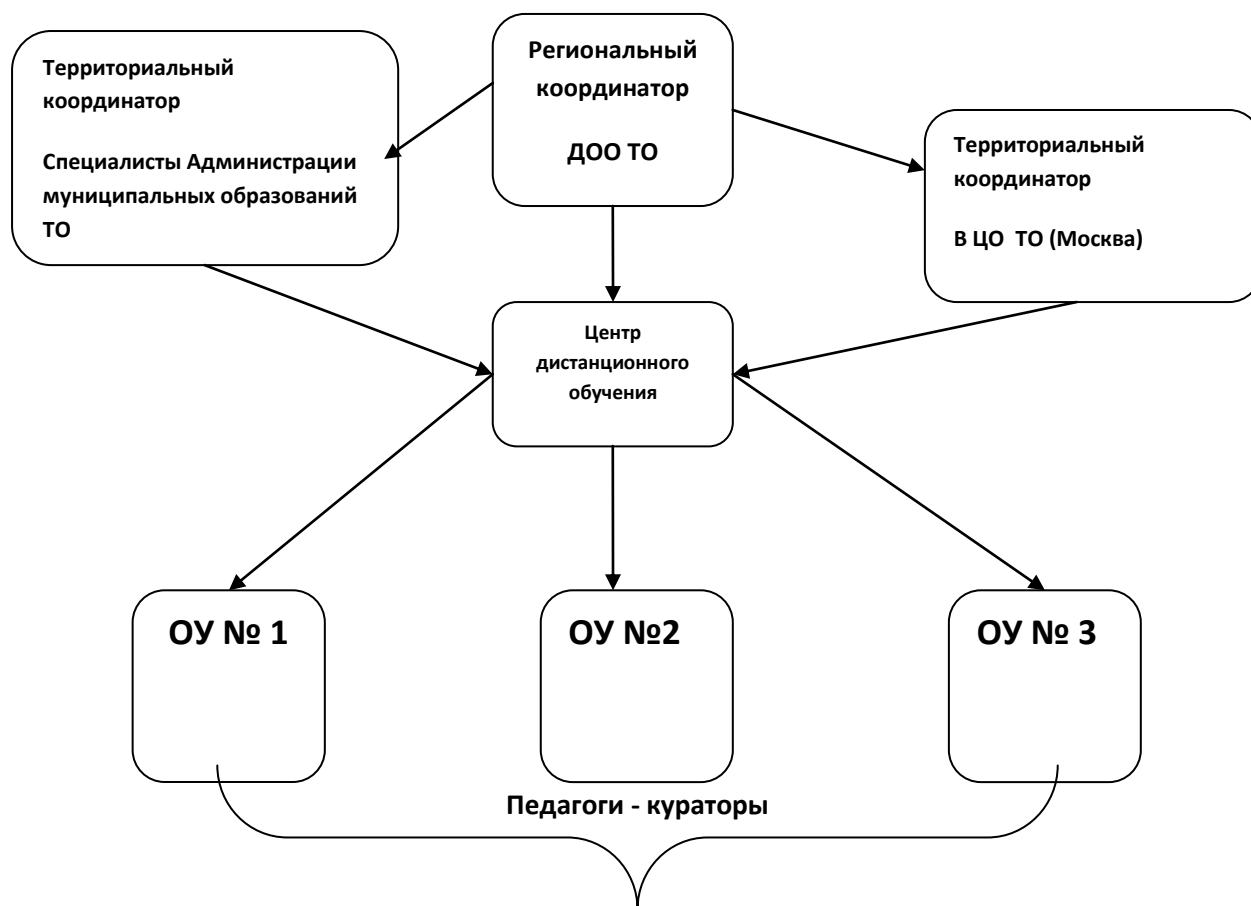 Территориальный
координатор
Специалисты Администрации
муниципальных образований
ТО
Региональный
координатор
ДОО ТО
Территориальный
координатор
В ЦО ТО (Москва)
Центр
дистанционного
обучения
ОУ № 1
ОУ №2
ОУ № 3
Педагоги - кураторы